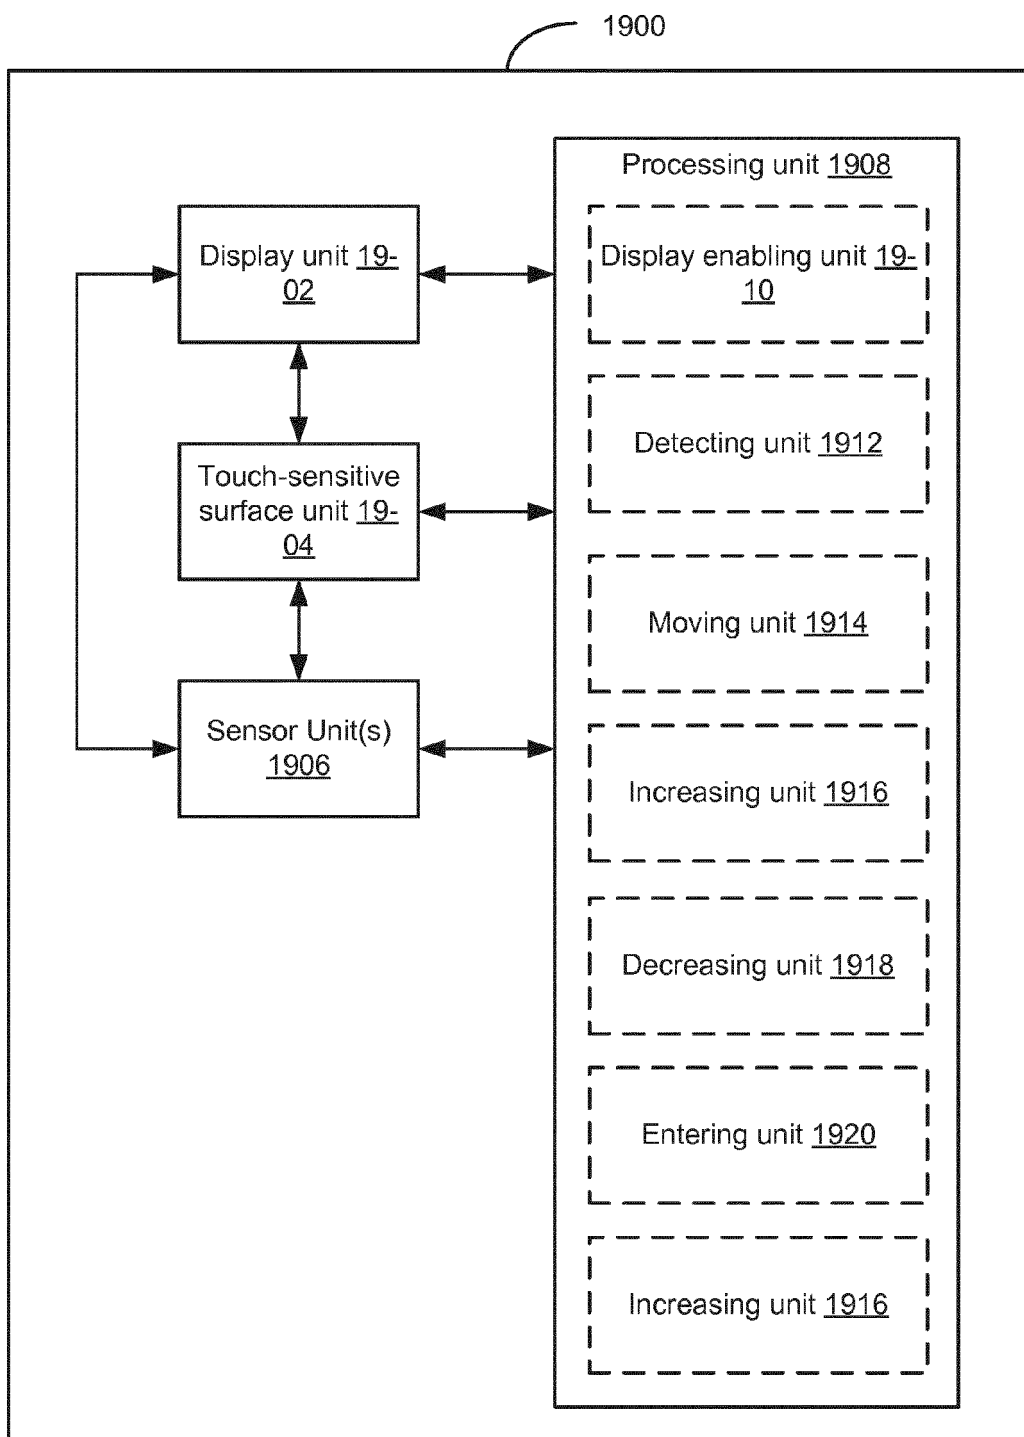 1900
Processing unit 1908
Display unit 19-
02
Display enabling unit 19-
10
Detecting unit 1912
Touch-sensitive
surface unit 19-
04
Moving unit 1914
Sensor Unit(s)
1906
Increasing unit 1916
Decreasing unit 1918
Entering unit 1920
Increasing unit 1916